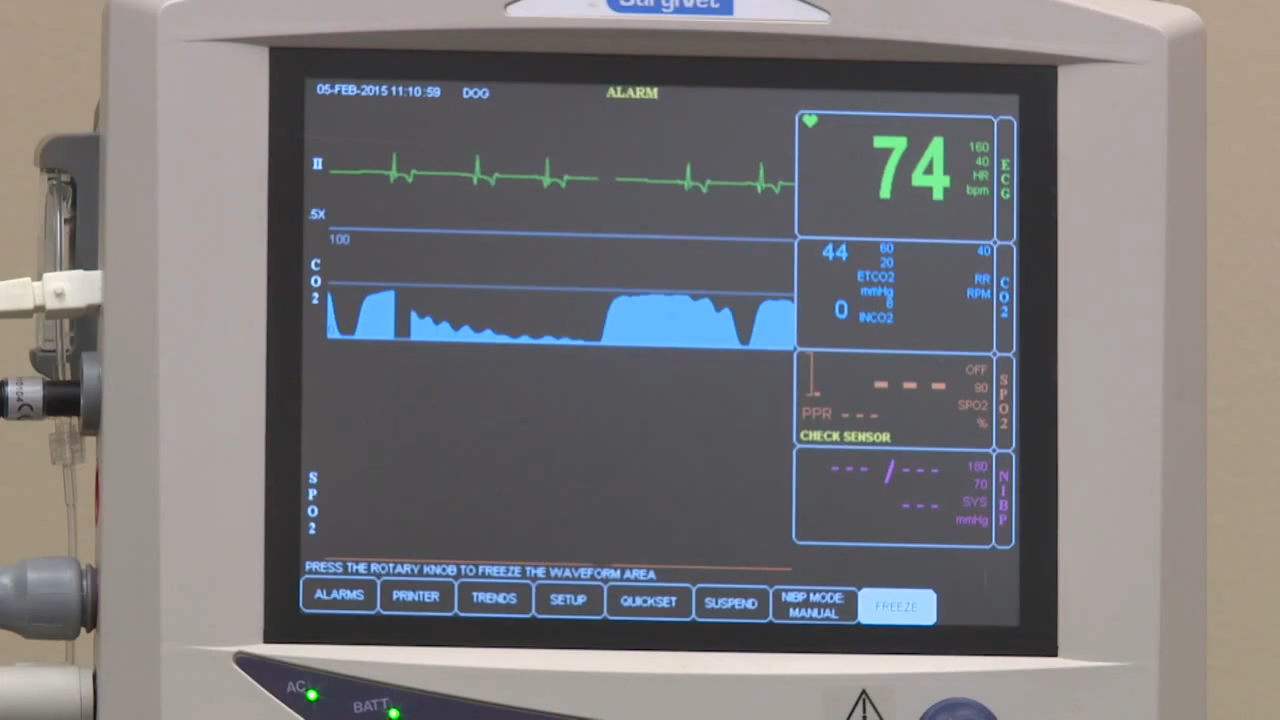 SurgiVet
05-FEB-2015 11:10:59 DOG ALARM
II
.5X
100
CO2
0
SPO2
74
160
40
HR
bpm
ECG
44
60
20
ETCO2
mmHg
8
0
INCO2
40
RR
RPM
CO2
OFF
90
SPO2
%
--- 
PPR ---
CHECK SENSOR
SPO2
--- / ---
---
180
70
SYS
mmHg
NIBP
PRESS THE ROTARY KNOB TO FREEZE THE WAVEFORM AREA
ALARMS PRINTER TRENDS SETUP QUICKSET SUSPEND NIBP MODE: MANUAL FREEZE
AC
BATT